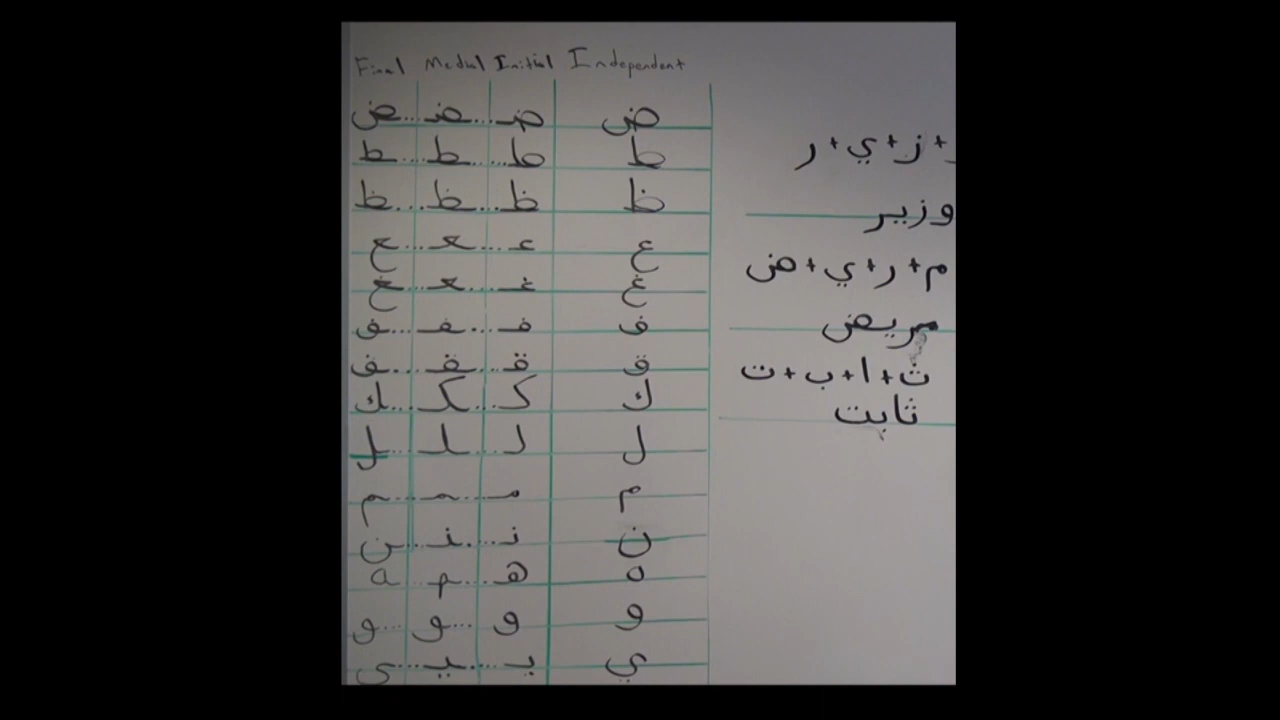 Final Medial Initial Independent
ض ـضـ... ضـ... ـض...
ط ط... ـطـ... ـط
ظ ظ... ـظـ... ـظ
ع عـ... ـعـ... ـع
غ غـ... ـغـ... ـغ
ف فـ... ـفـ... ـف
ق قـ... ـقـ... ـق
ك كـ... ـكـ... ـك
ل لـ... ـلـ... ـل
م مـ... ـمـ... ـم
ن نـ... ـنـ... ـن
ه هـ... ـهـ... ـه
و و ...ـو ...ـو
ي يـ... ـيـ... ـي
+ز+ي+ر
وزير
م+ر+ي+ض
مريض
ث+ا+ب+ت
ثابت